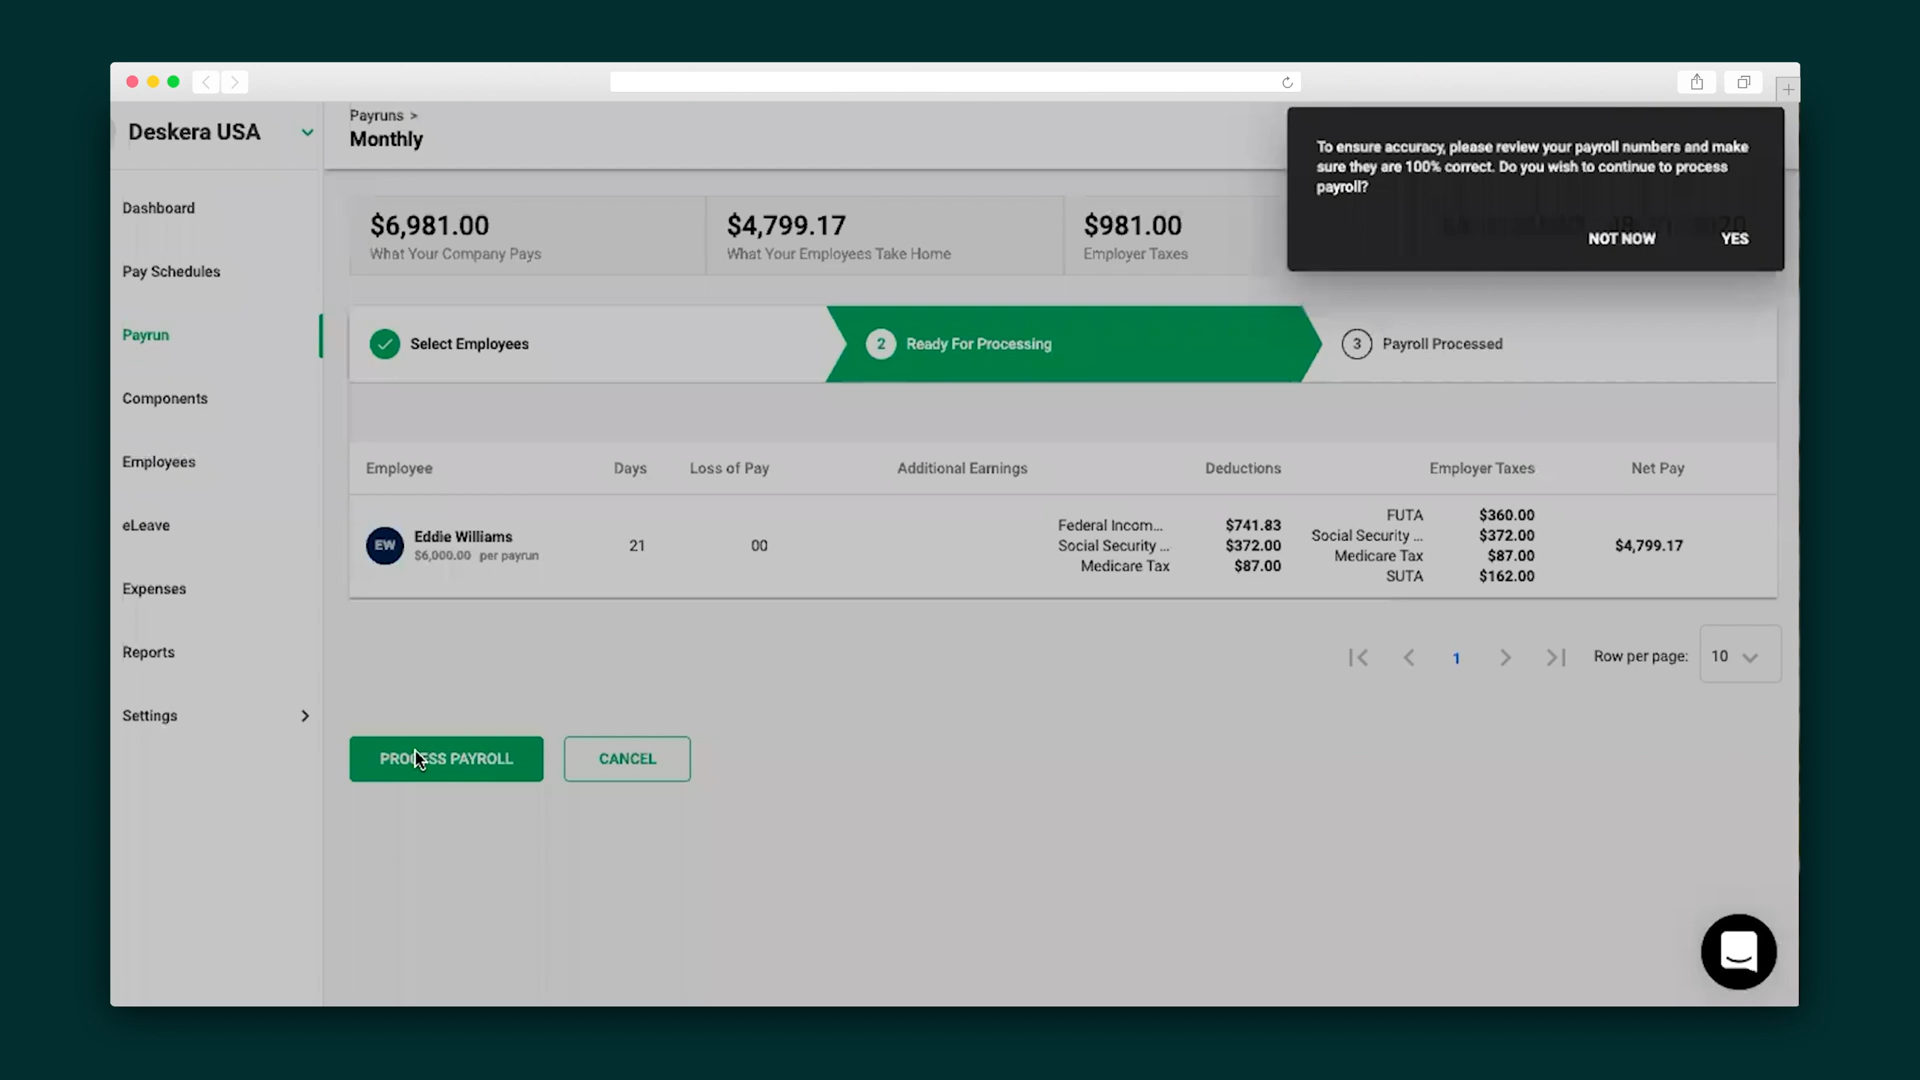 Deskera USA
Payruns >
Monthly
To ensure accuracy, please review your payroll numbers and make
sure they are 100% correct. Do you wish to continue to process
payroll?
NOT NOW
YES
Dashboard
Pay Schedules
Payrun
Components
Employees
eLeave
Expenses
Reports
Settings
$6,981.00
What Your Company Pays
$4,799.17
What Your Employees Take Home
$981.00
Employer Taxes
Select Employees
2 Ready For Processing
3 Payroll Processed
Employee Days Loss of Pay Additional Earnings Deductions Employer Taxes Net Pay
EW
Eddie Williams
$6,000.00 per payrun
21
00
Federal Incom... $741.83
Social Security ... $372.00
Medicare Tax $87.00
FUTA $360.00
Social Security ... $372.00
Medicare Tax $87.00
SUTA $162.00
$4,799.17
1
Row per page: 10
PROCESS PAYROLL
CANCEL